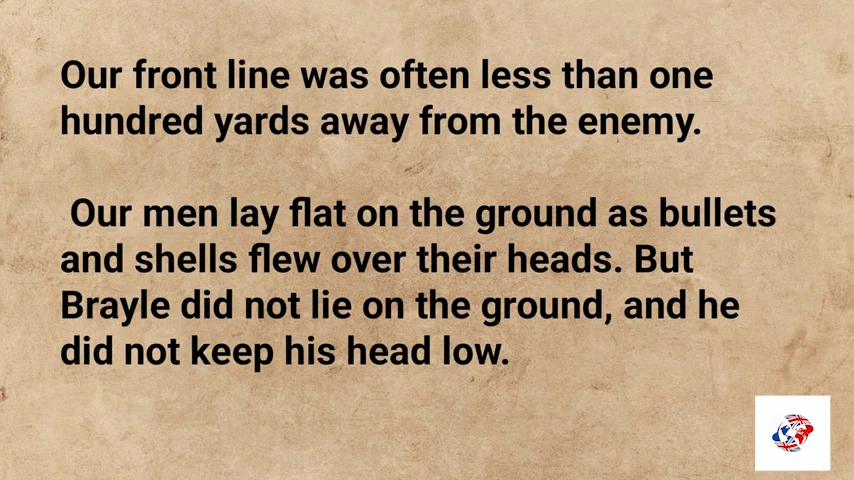 Our front line was often less than one
hundred yards away from the enemy.
Our men lay flat on the ground as bullets
and shells flew over their heads. But
Brayle did not lie on the ground, and he
did not keep his head low.